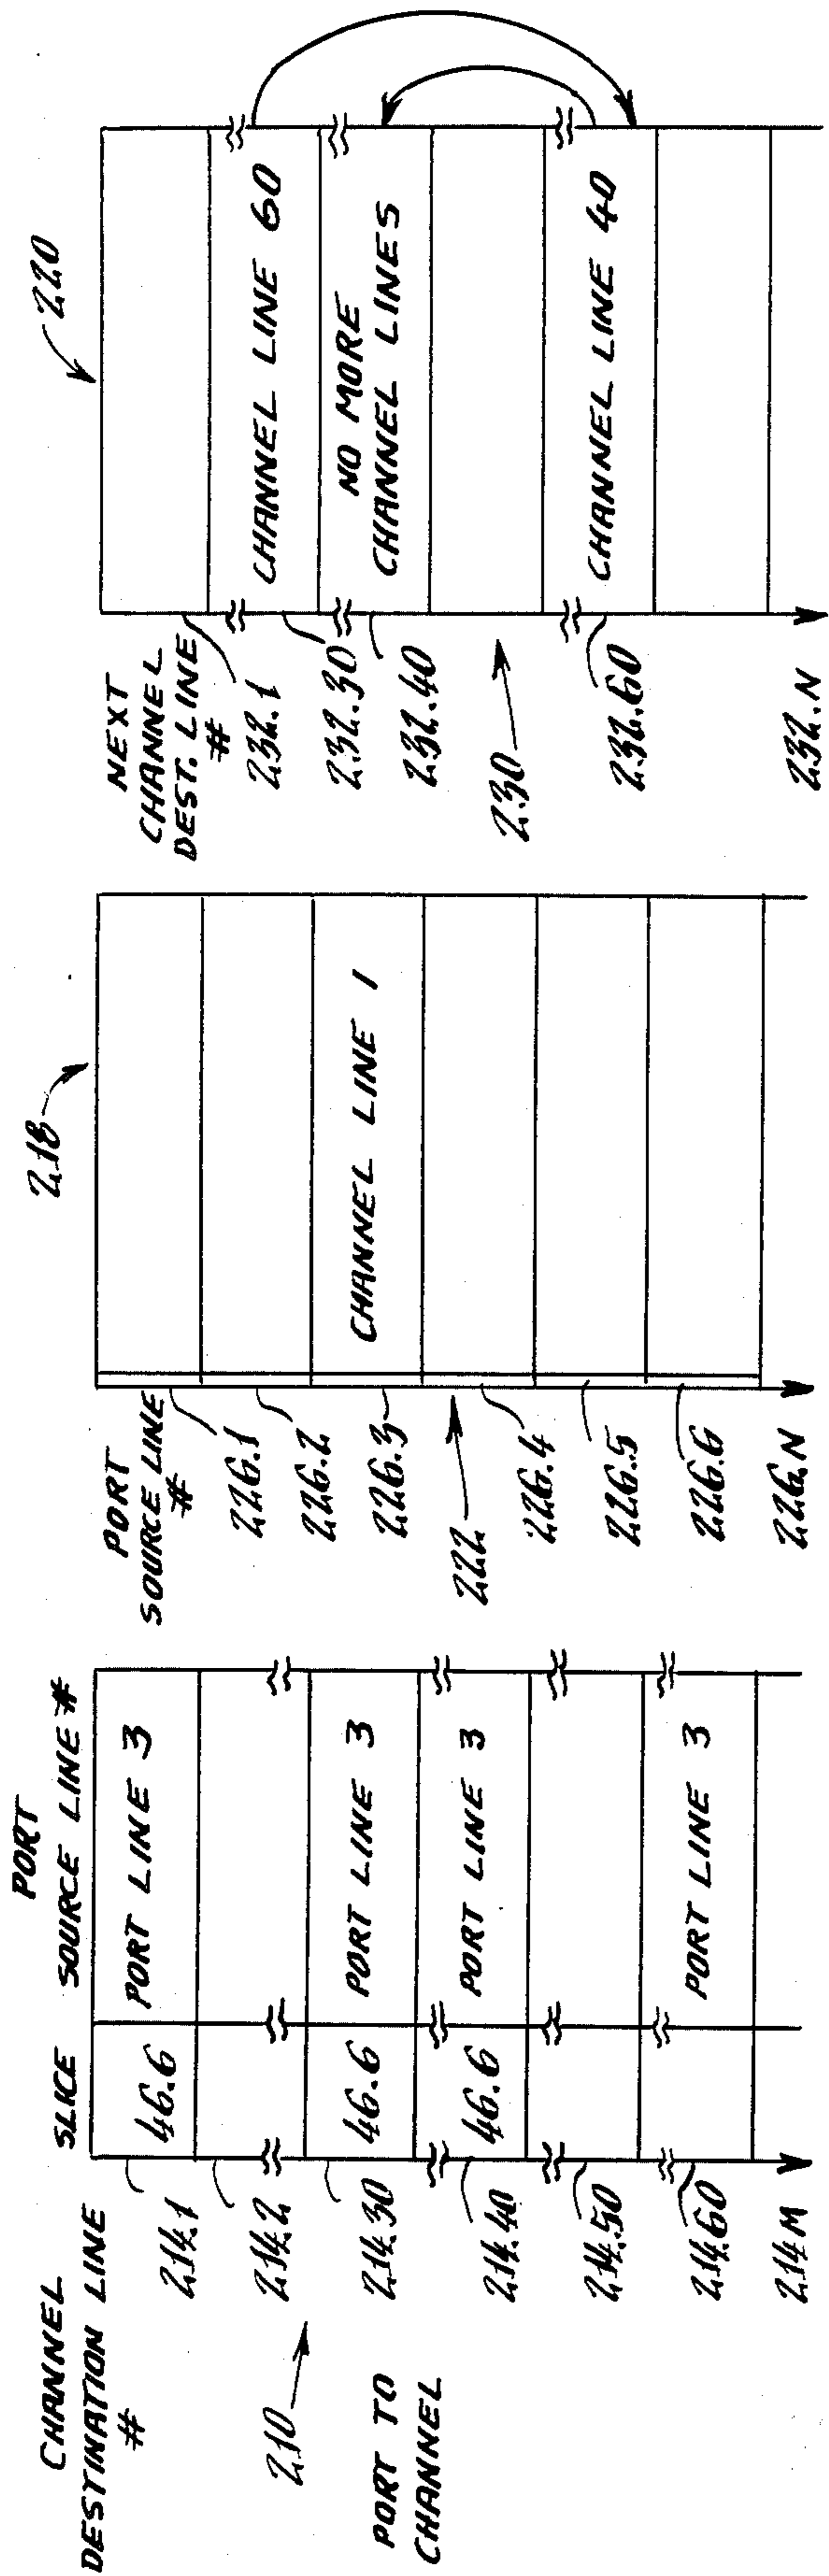 CHANNEL
DESTINATION LINE
#
SLICE
PORT
SOURCE LINE #
214.1
46.6
PORT LINE 3
214.2
210
214.30
46.6
PORT LINE 3
PORT TO
CHANNEL
214.40
46.6
PORT LINE 3
214.50
214.60
PORT LINE 3
214.M
218
PORT
SOURCE LINE
#
226.1
226.2
226.3
CHANNEL LINE 1
222
226.4
226.5
226.6
226.N
220
NEXT
CHANNEL
DEST. LINE
#
232.1
232.30
CHANNEL LINE 60
232.40
NO MORE
CHANNEL LINES
230
232.60
CHANNEL LINE 40
232.N